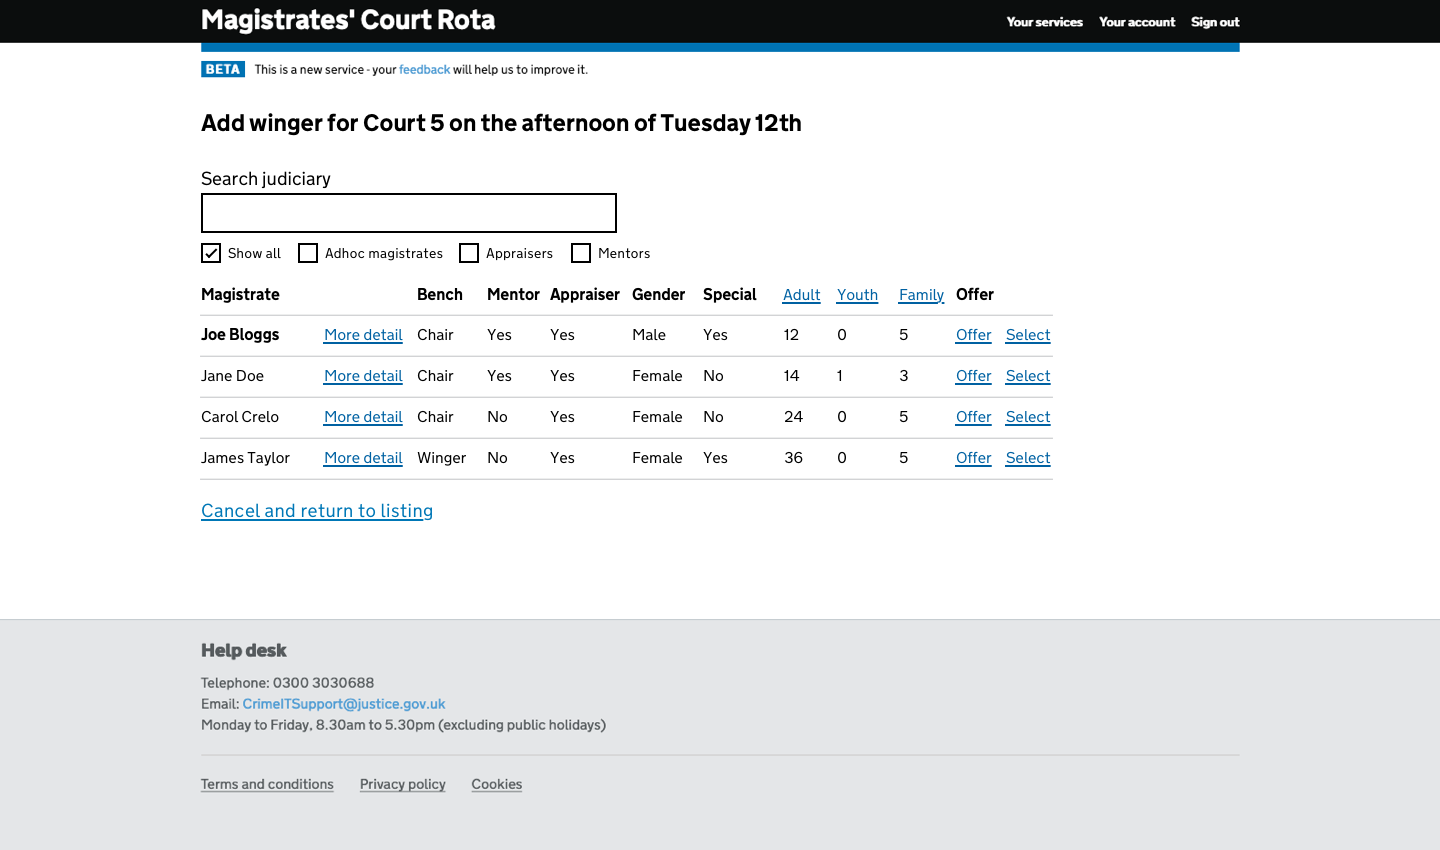 Magistrates' Court Rota Your services Your account Sign out
BETA This is a new service - your feedback will help us to improve it.
Add winger for Court 5 on the afternoon of Tuesday 12th
Search judiciary
Show all Adhoc magistrates Appraisers Mentors
Magistrate Bench Mentor Appraiser Gender Special Adult Youth Family Offer
Joe Bloggs More detail Chair Yes Yes Male Yes 12 0 5 Offer Select
Jane Doe More detail Chair Yes Yes Female No 14 1 3 Offer Select
Carol Crelo More detail Chair No Yes Female No 24 0 5 Offer Select
James Taylor More detail Winger No Yes Female Yes 36 0 5 Offer Select
Cancel and return to listing
Help desk
Telephone: 0300 3030688
Email: CrimeITSupport@justice.gov.uk
Monday to Friday, 8.30am to 5.30pm (excluding public holidays)
Terms and conditions Privacy policy Cookies